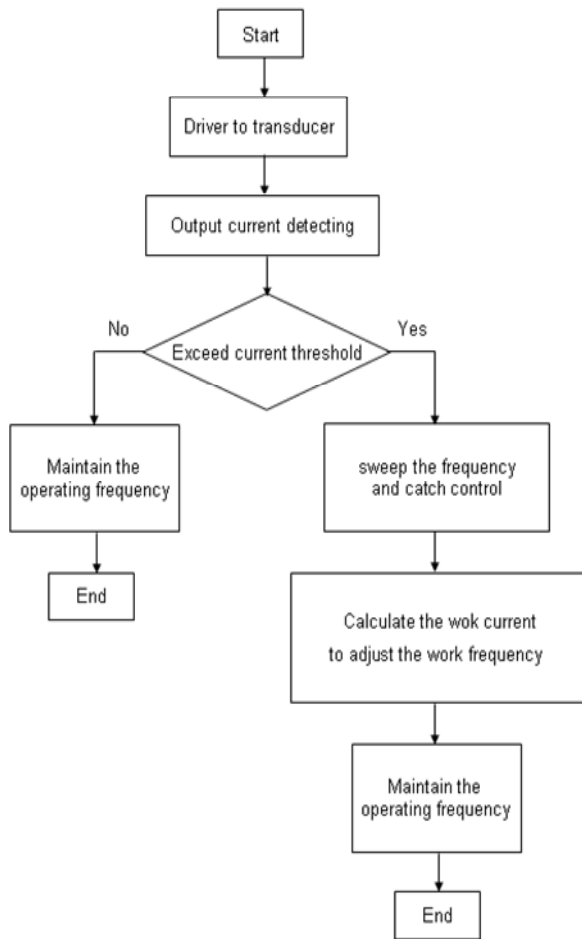 Start
Driver to transducer
Output current detecting
No
Yes
Exceed current threshold
Maintain the
operating frequency
sweep the frequency
and catch control
End
Calculate the wok current
to adjust the work frequency
Maintain the
operating frequency
End